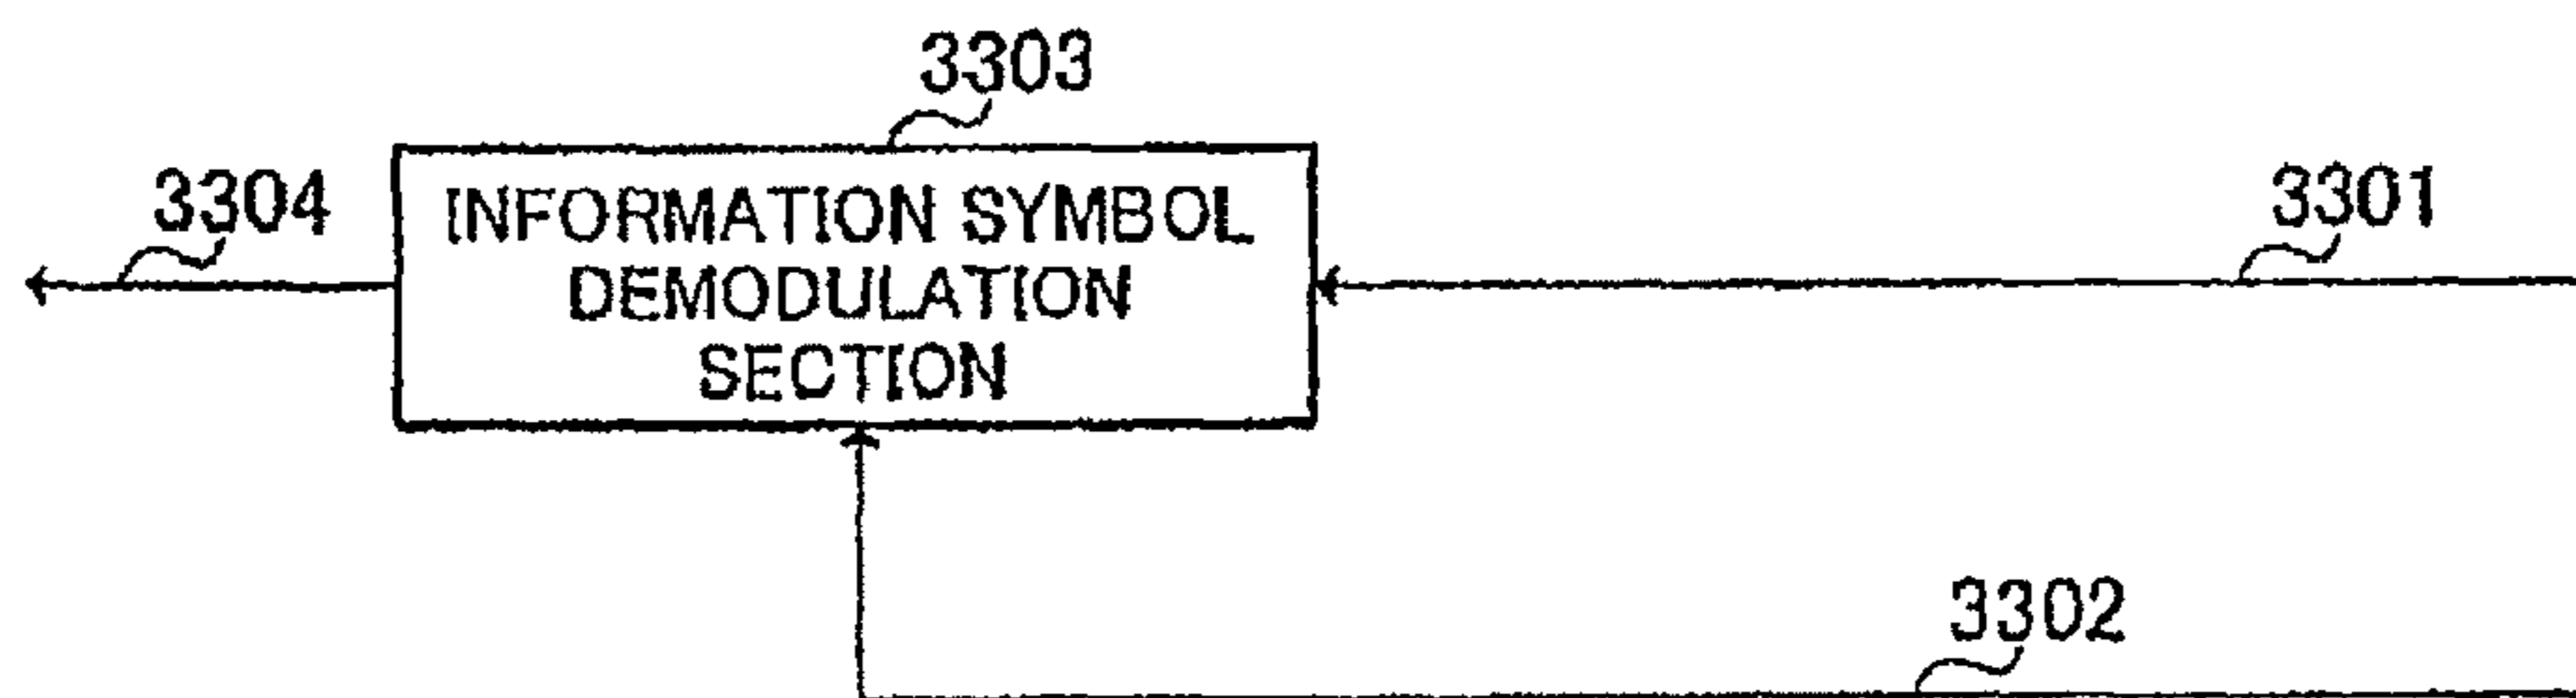 3303
3304
INFORMATION SYMBOL
DEMODULATION
SECTION
3301
3302